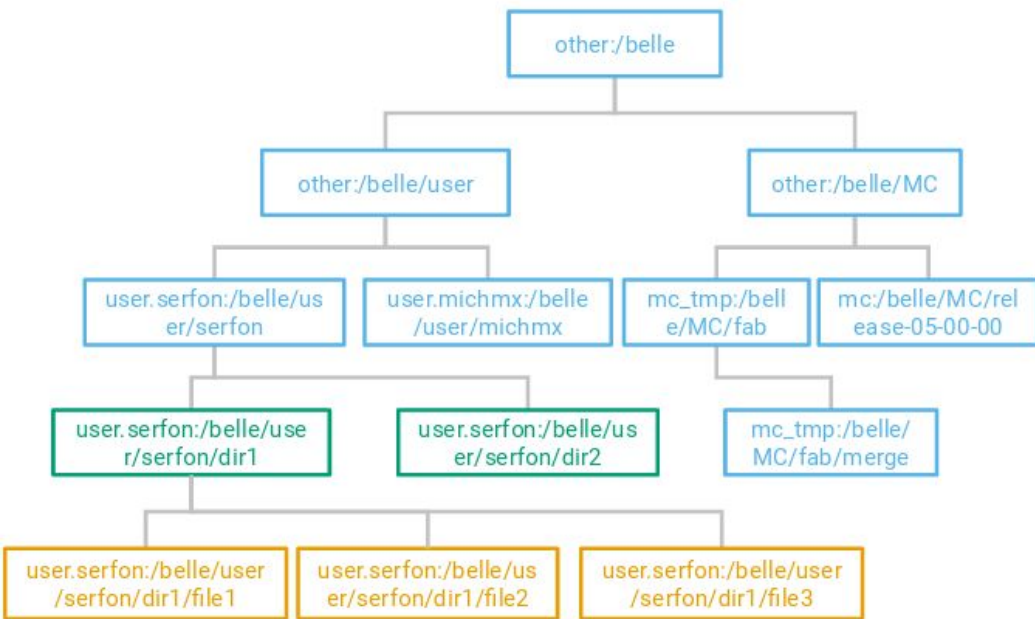 other:/belle
other:/belle/user
other:/belle/MC
user.serfon:/belle/us
er/serfon
user.michmx:/belle
/user/michmx
mc_tmp:/bell
e/MC/fab
mc:/belle/MC/rel
ease-05-00-00
user.serfon:/belle/use
r/serfon/dir1
user.serfon:/belle/us
er/serfon/dir2
mc_tmp:/belle/
MC/fab/merge
user.serfon:/belle/user
/serfon/dir1/file1
user.serfon:/belle/us
er/serfon/dir1/file2
user.serfon:/belle/user
/serfon/dir1/file3